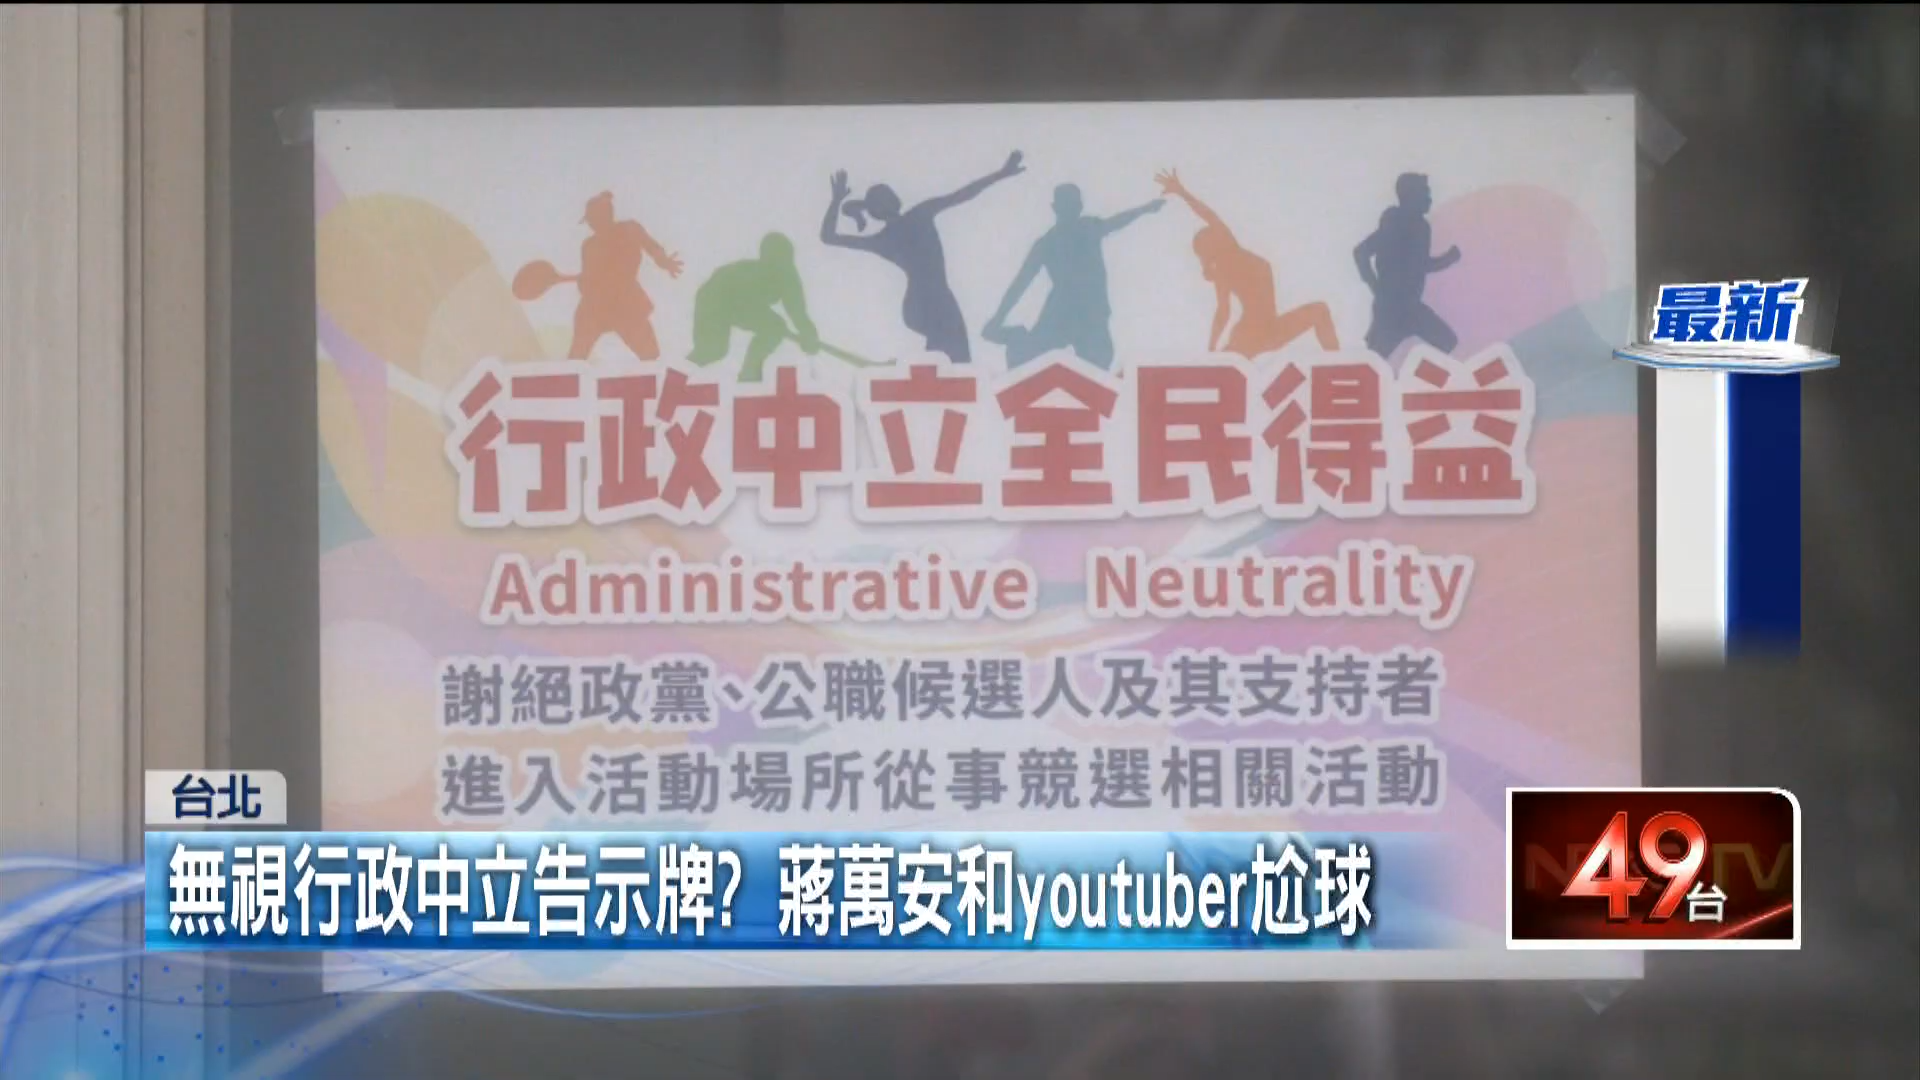 最新
行政中立全民得益
Administrative Neutrality
謝絕政黨、公職候選人及其支持者
進入活動場所從事競選相關活動
台北
無視行政中立告示牌? 蔣萬安和youtuber尬球
49台